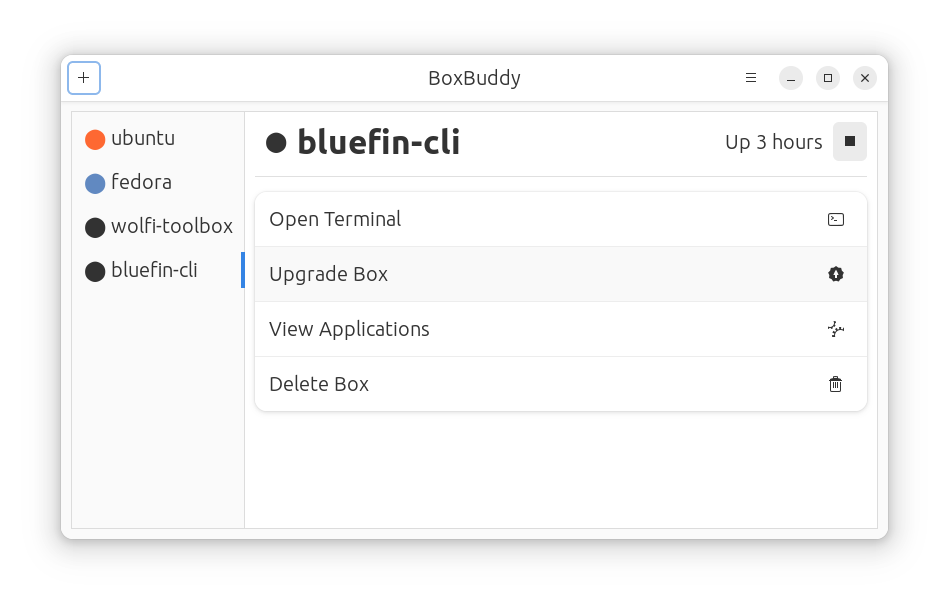 BoxBuddy
ubuntu
fedora
wolfi-toolbox
bluefin-cli
bluefin-cli
Up 3 hours
Open Terminal
Upgrade Box
View Applications
Delete Box